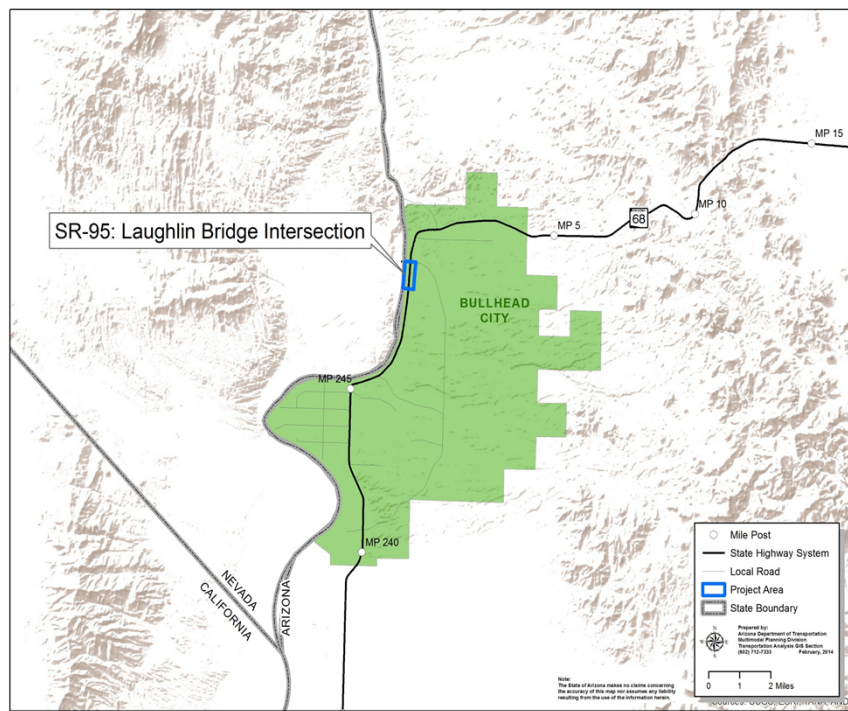 MP 15
MP 10
68
MP 5
SR-95: Laughlin Bridge Intersection
BULLHEAD
CITY
MP 245
MP 240
NEVADA
CALIFORNIA
ARIZONA
Mile Post
State Highway System
Local Road
Project Area
State Boundary
N
W
E
S
Prepared by:
Arizona Department of Transportation
Multimodal Planning Division
Transportation Analysis GIS Section
(602) 712-7333 February, 2014
0 1 2 Miles
Note:
The State of Arizona makes no claims concerning
the accuracy of this map nor assumes any liability
resulting from the use of the information herein.